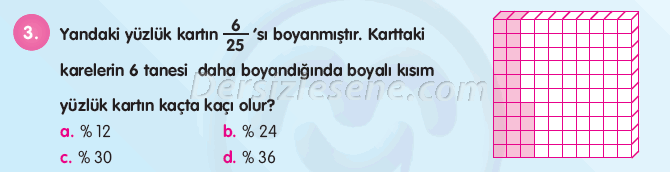 3. Yandaki yüzlük kartın 6/25 ’sı boyanmıştır. Karttaki
karelerin 6 tanesi daha boyandığında boyalı kısım
Dersizlesene.com
yüzlük kartın kaçta kaçı olur?
a. % 12 b. % 24
c. % 30 d. % 36